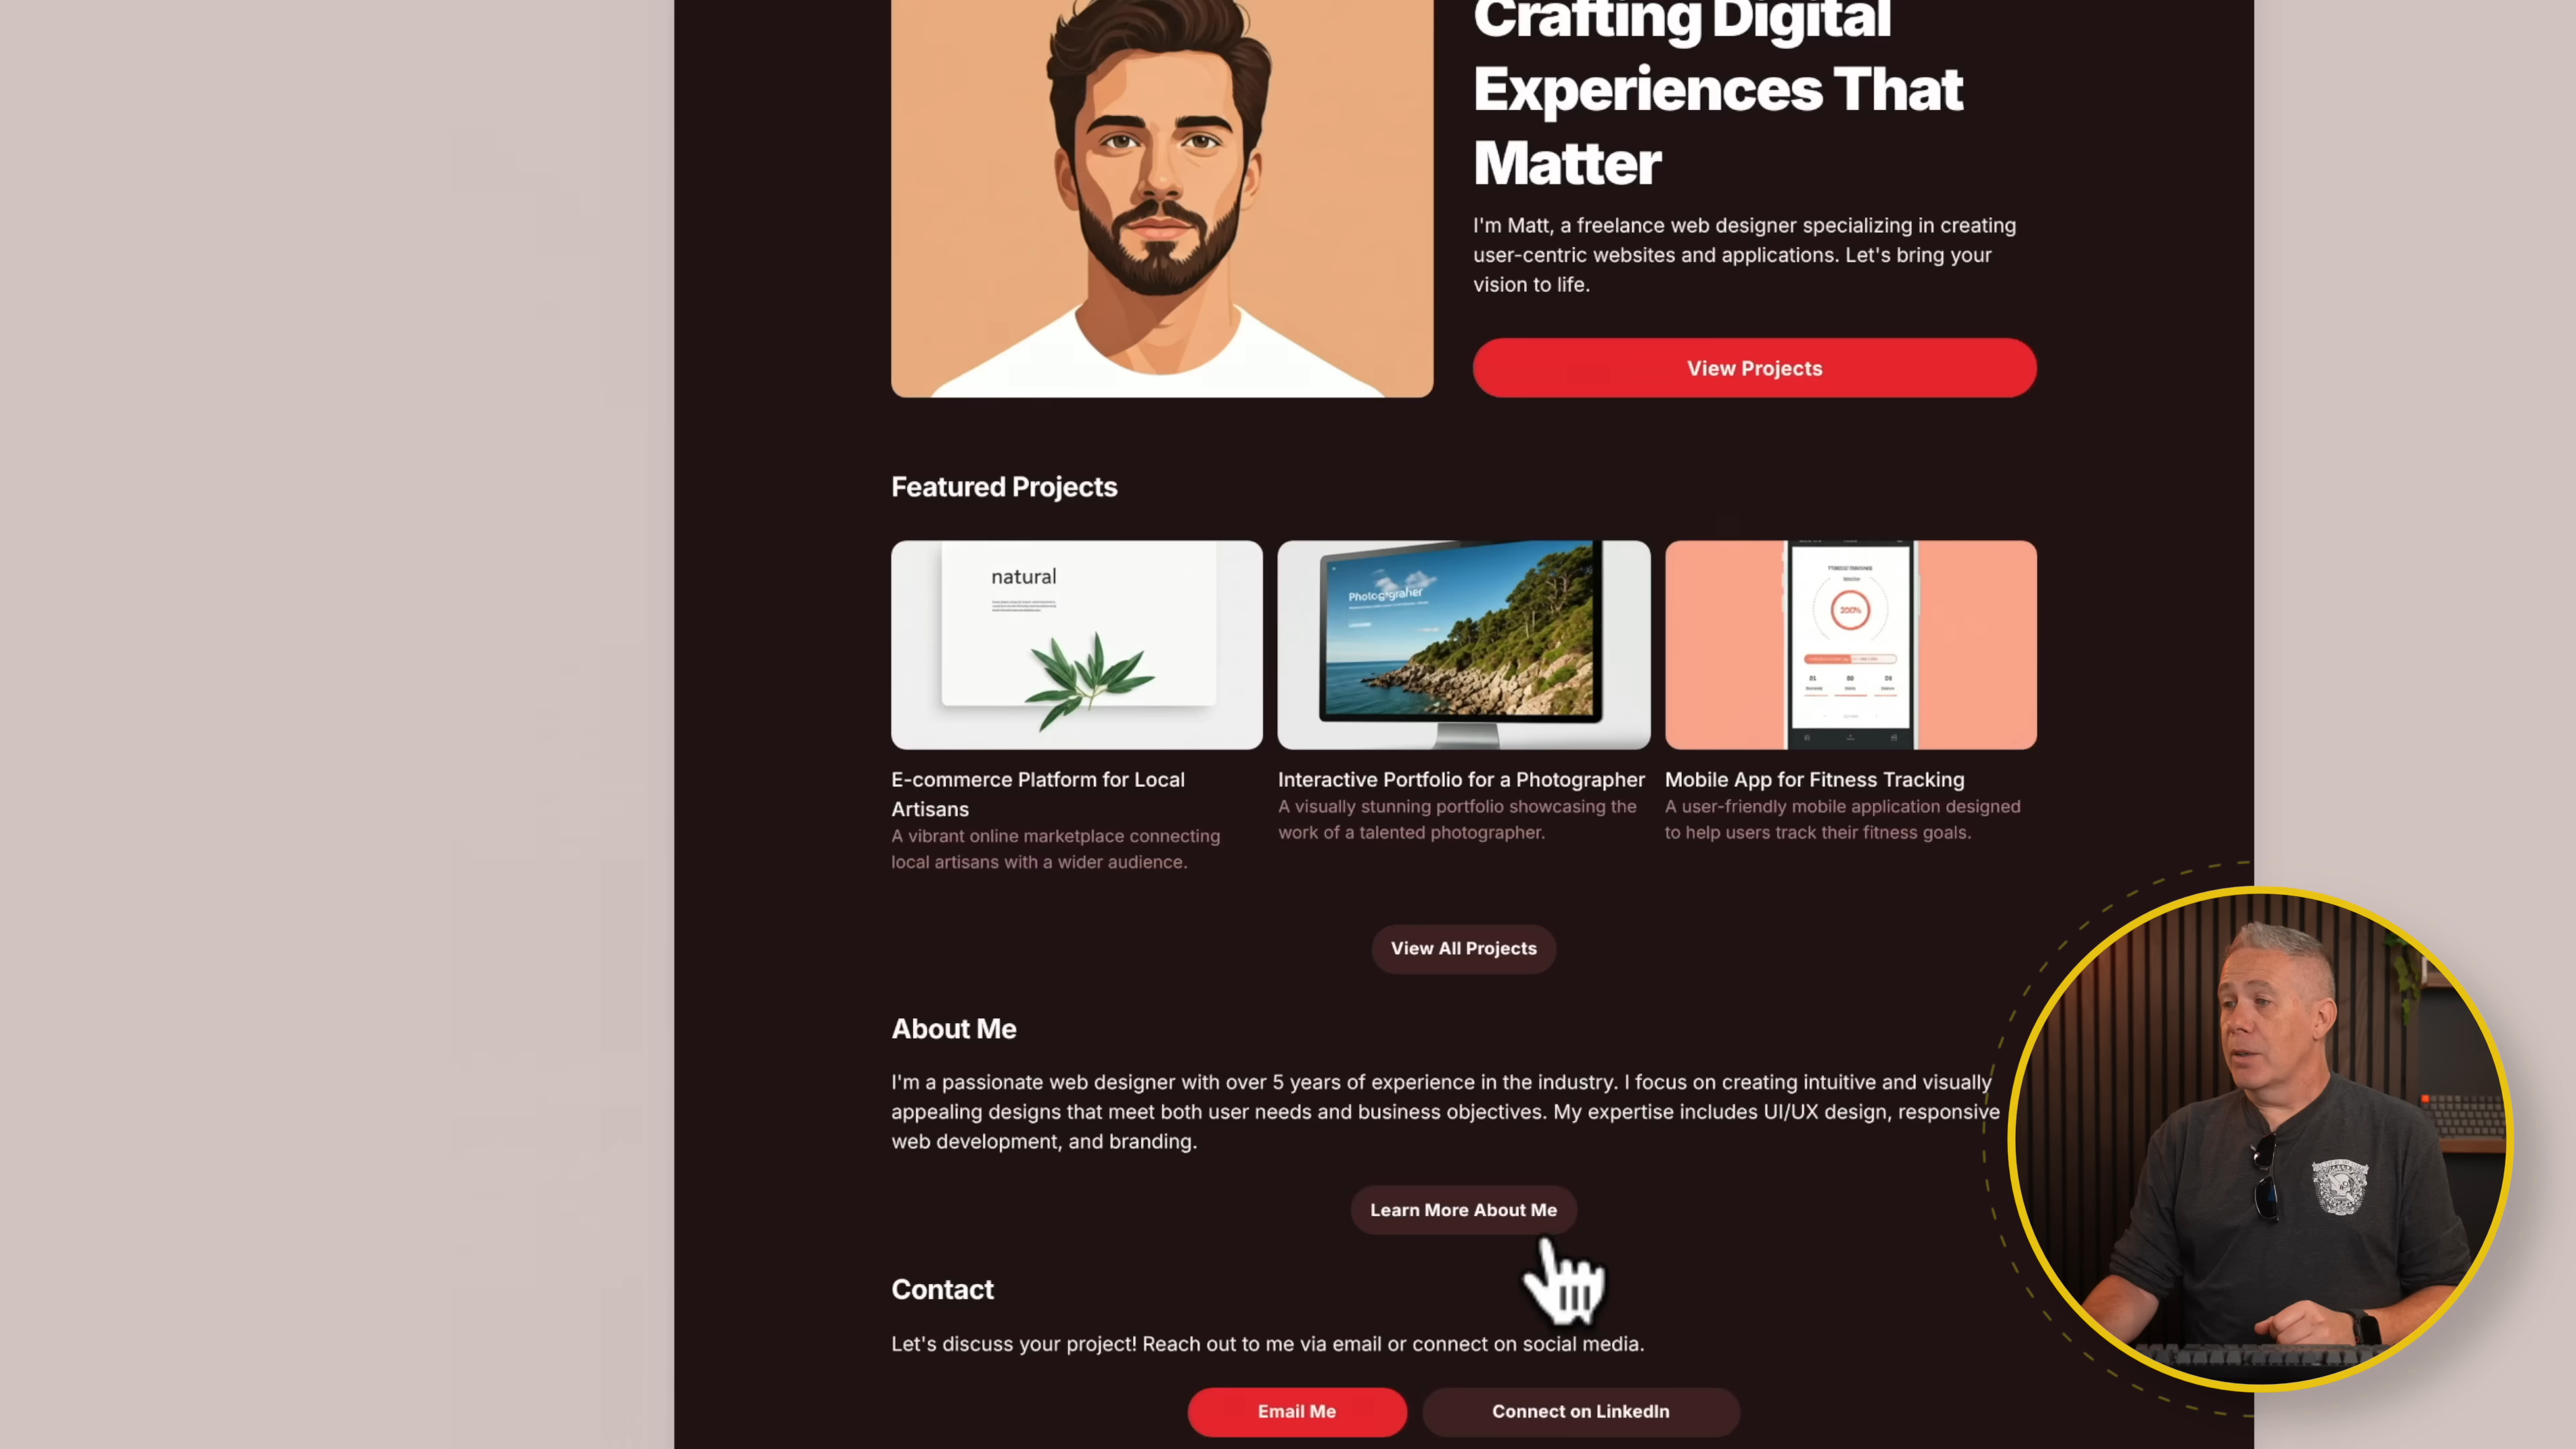 Crafting Digital
Experiences That
Matter
I'm Matt, a freelance web designer specializing in creating
user-centric websites and applications. Let's bring your
vision to life.
View Projects
Featured Projects
natural
Photogꞏgrapher
200%
E-commerce Platform for Local
Artisans
A vibrant online marketplace connecting
local artisans with a wider audience.
Interactive Portfolio for a Photographer
A visually stunning portfolio showcasing the
work of a talented photographer.
Mobile App for Fitness Tracking
A user-friendly mobile application designed
to help users track their fitness goals.
View All Projects
About Me
I'm a passionate web designer with over 5 years of experience in the industry. I focus on creating intuitive and visually
appealing designs that meet both user needs and business objectives. My expertise includes UI/UX design, responsive
web development, and branding.
Learn More About Me
Contact
Let's discuss your project! Reach out to me via email or connect on social media.
Email Me
Connect on LinkedIn